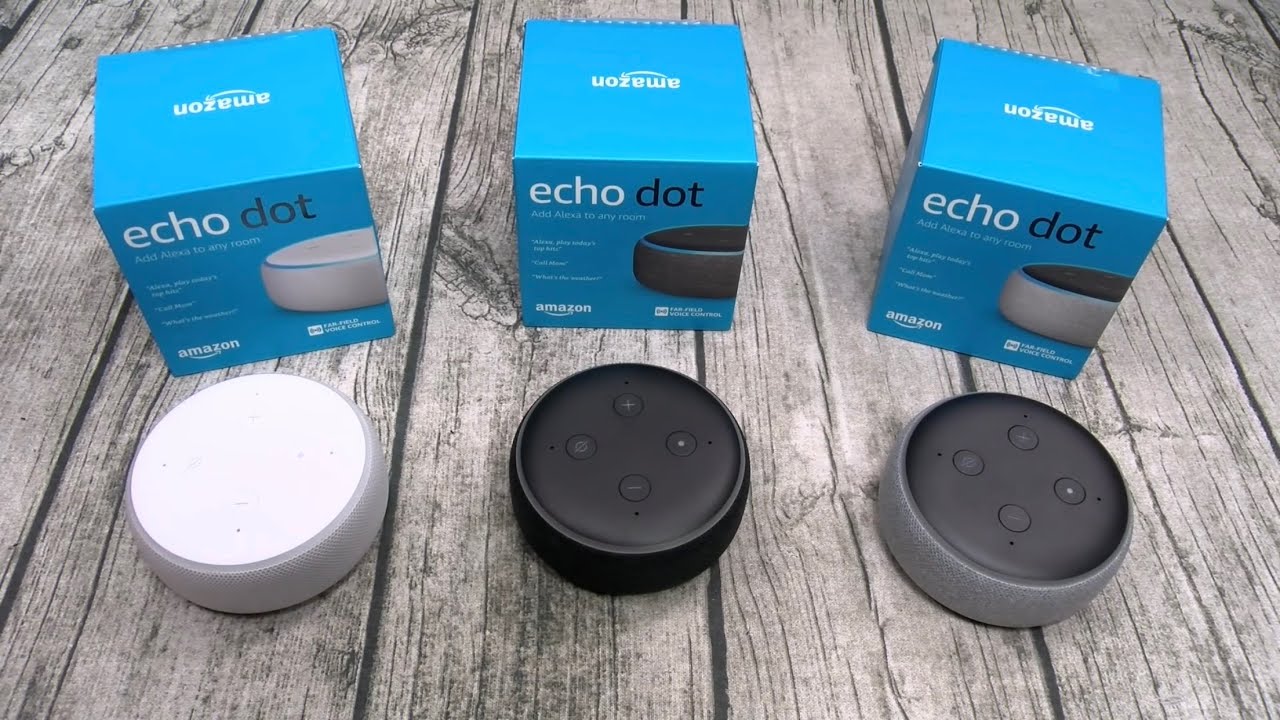 amazon
echo dot
Add Alexa to any room
"Alexa, play today's
top hits"
"Call Mom"
"What's the weather?"
amazon
FAR-FIELD
VOICE CONTROL
amazon
echo dot
Add Alexa to any room
"Alexa, play today's
top hits"
"Call Mom"
"What's the weather?"
amazon
FAR-FIELD
VOICE CONTROL
amazon
echo dot
Add Alexa to any room
"Alexa, play today's
top hits"
"Call Mom"
"What's the weather?"
amazon
FAR-FIELD
VOICE CONTROL